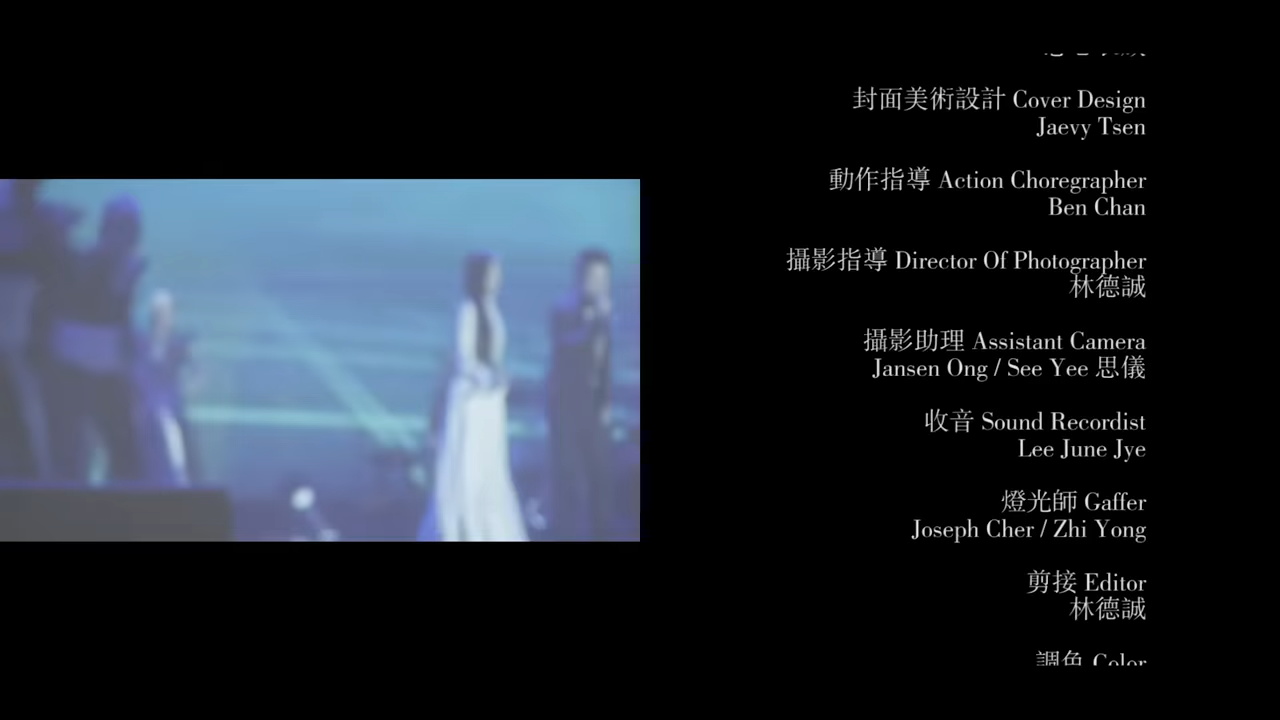 封面美術設計 Cover Design
Jaevy Tsen
動作指導 Action Choregrapher
Ben Chan
攝影指導 Director Of Photographer
林德誠
攝影助理 Assistant Camera
Jansen Ong / See Yee 思儀
收音 Sound Recordist
Lee June Jye
燈光師 Gaffer
Joseph Cher / Zhi Yong
剪接 Editor
林德誠
調色 Color